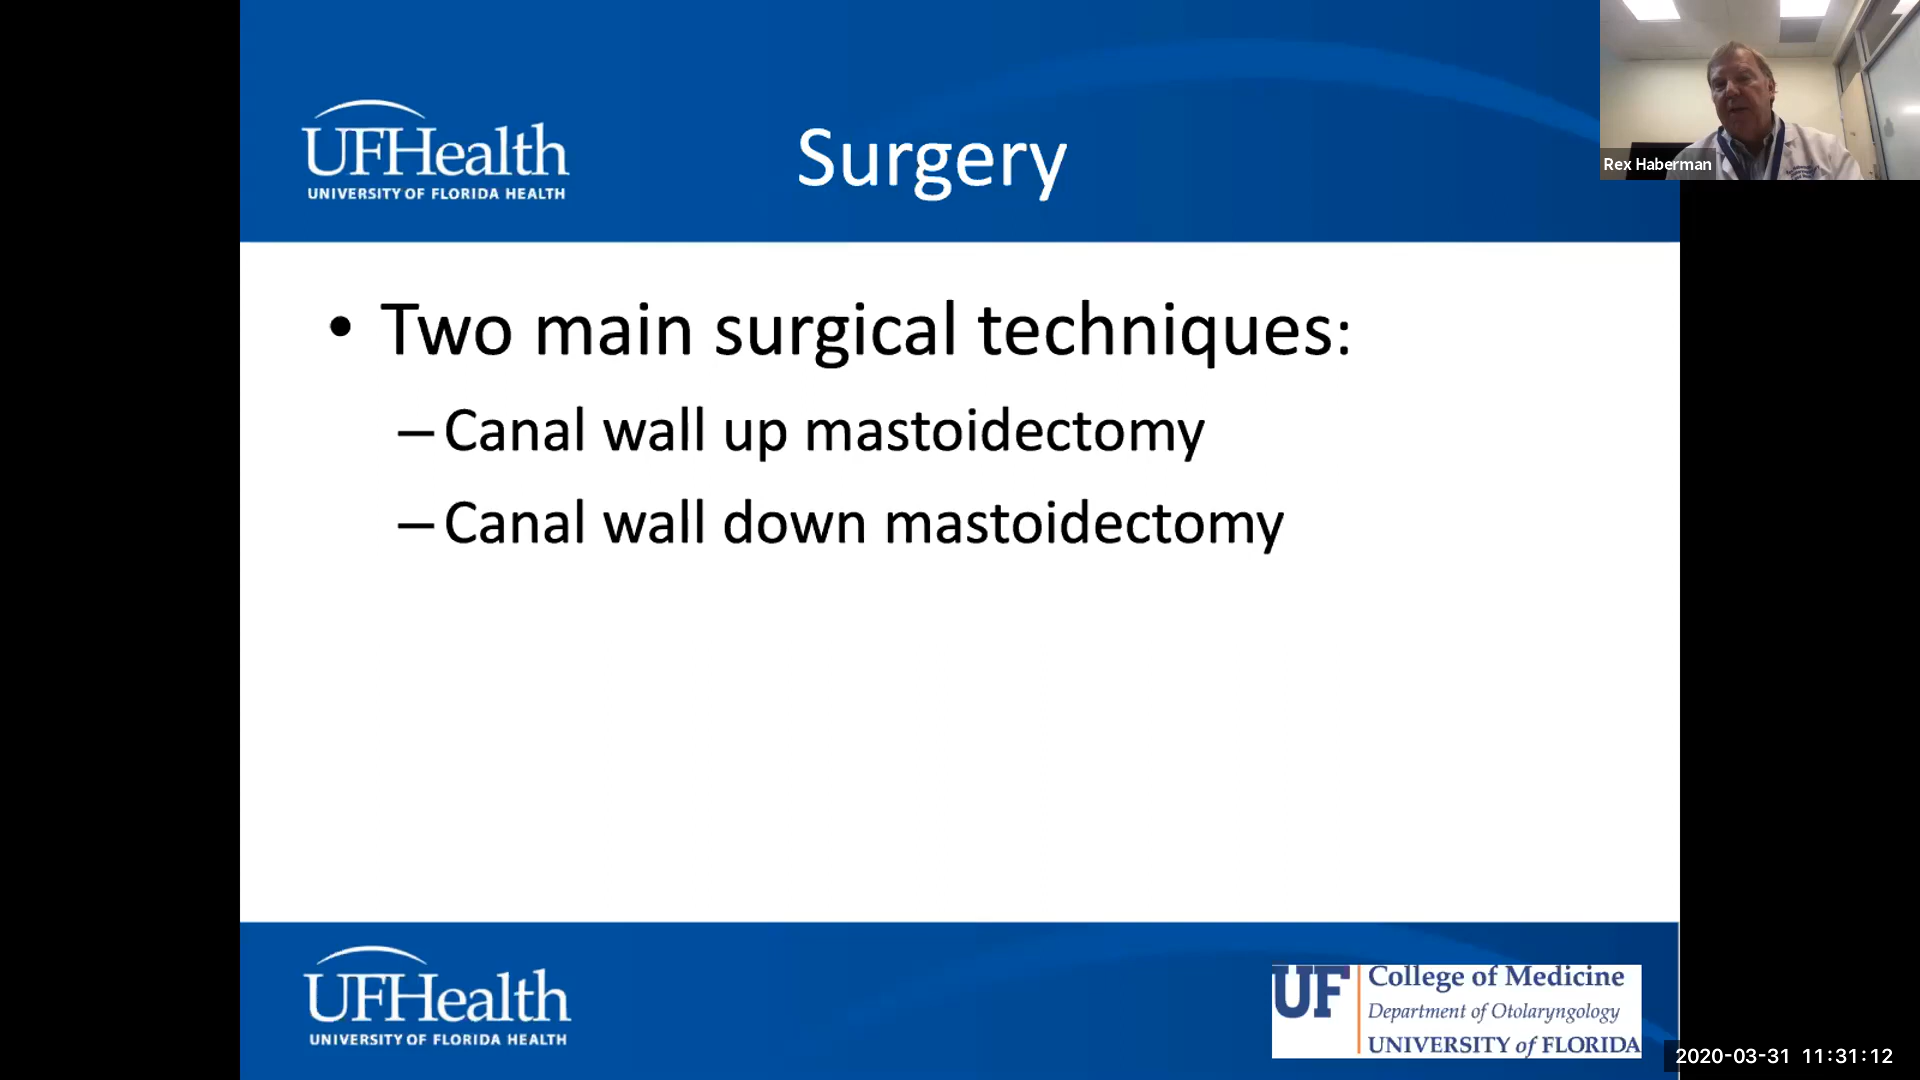 UFHealth
UNIVERSITY OF FLORIDA HEALTH
Surgery
Rex Haberman
• Two main surgical techniques:
– Canal wall up mastoidectomy
– Canal wall down mastoidectomy
UFHealth
UNIVERSITY OF FLORIDA HEALTH
UF
College of Medicine
Department of Otolaryngology
UNIVERSITY of FLORIDA
2020-03-31 11:31:12